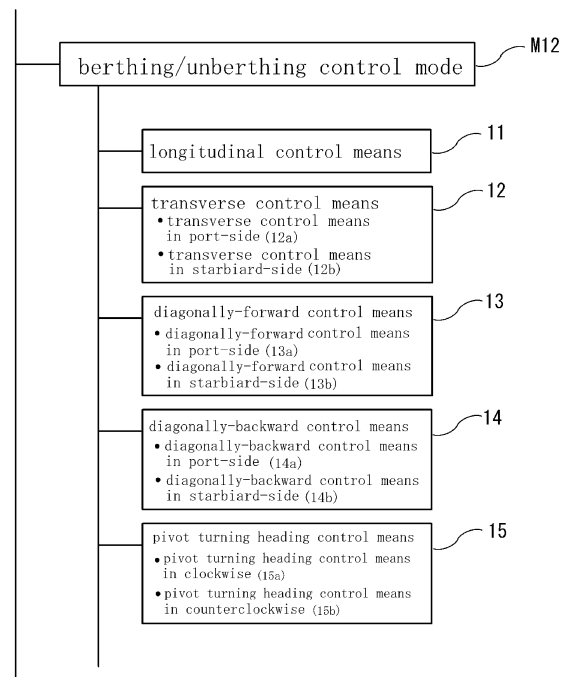 M12
berthing/unberthing control mode
11
longitudinal control means
12
transverse control means
• transverse control means
in port-side (12a)
• transverse control means
in starbiard-side (12b)
13
diagonally-forward control means
• diagonally-forward control means
in port-side (13a)
• diagonally-forward control means
in starbiard-side (13b)
14
diagonally-backward control means
• diagonally-backward control means
in port-side (14a)
• diagonally-backward control means
in starbiard-side (14b)
15
pivot turning heading control means
• pivot turning heading control means
in clockwise (15a)
• pivot turning heading control means
in counterclockwise (15b)